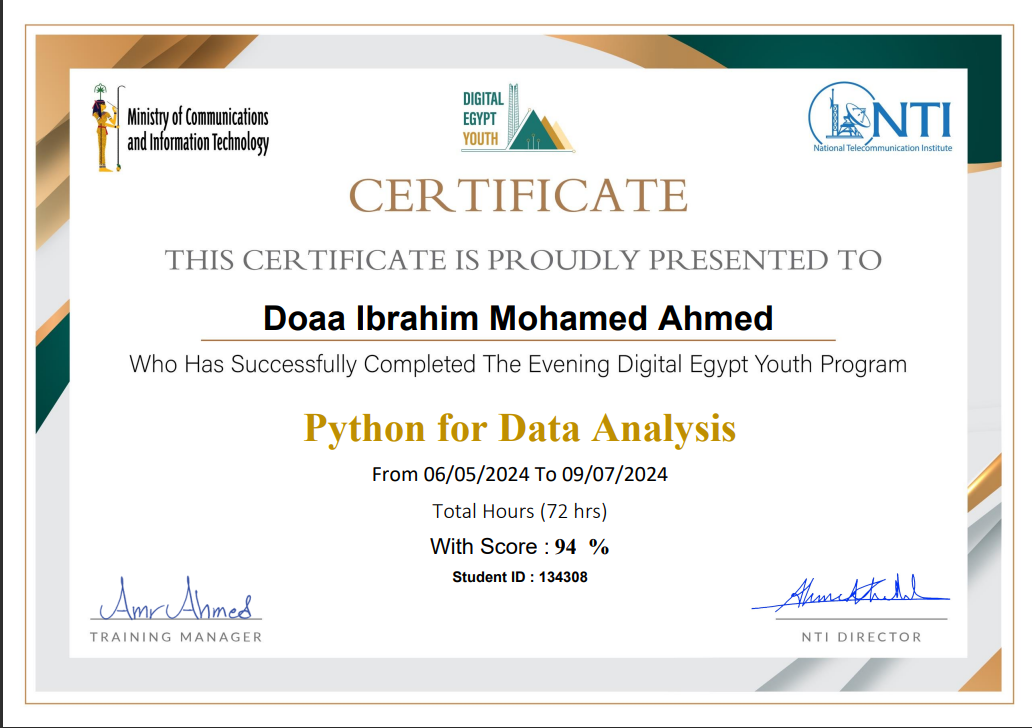 Ministry of Communications
and Information Technology
DIGITAL
EGYPT
YOUTH
NTI
National Telecommunication Institute
CERTIFICATE
THIS CERTIFICATE IS PROUDLY PRESENTED TO
Doaa Ibrahim Mohamed Ahmed
Who Has Successfully Completed The Evening Digital Egypt Youth Program
Python for Data Analysis
From 06/05/2024 To 09/07/2024
Total Hours (72 hrs)
With Score : 94 %
Student ID : 134308
Amr Ahmed
TRAINING MANAGER
NTI DIRECTOR